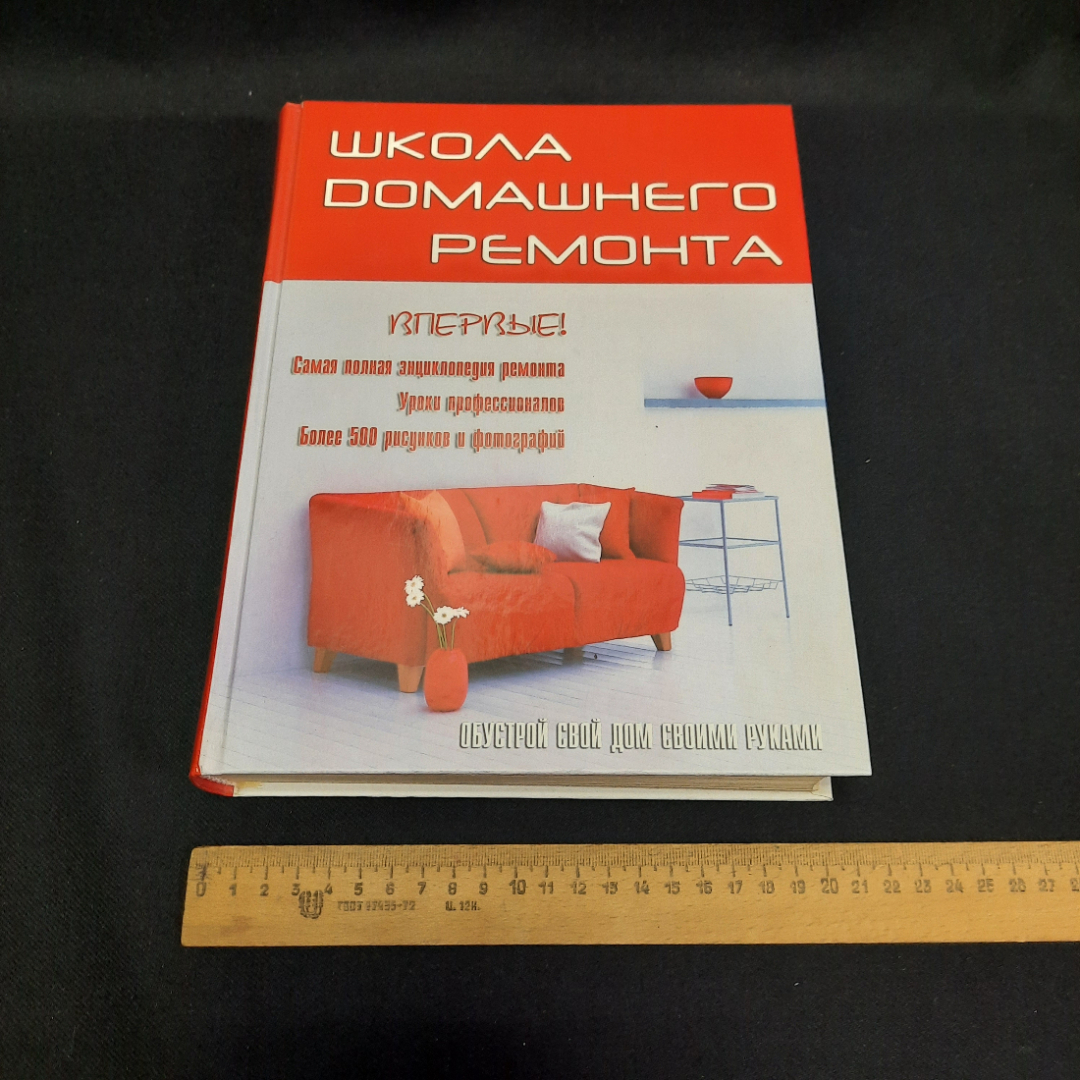 ШКОЛА
ДОМАШНЕГО
РЕМОНТА
ВПЕРВЫЕ!
Самая полная энциклопедия ремонта
Уроки профессионалов
Более 500 рисунков и фотографий
ОБУСТРОЙ СВОЙ ДОМ СВОИМИ РУКАМИ
0 1 2 3 4 5 6 7 8 9 10 11 12 13 14 15 16 17 18 19 20 21 22 23 24 25 26 27